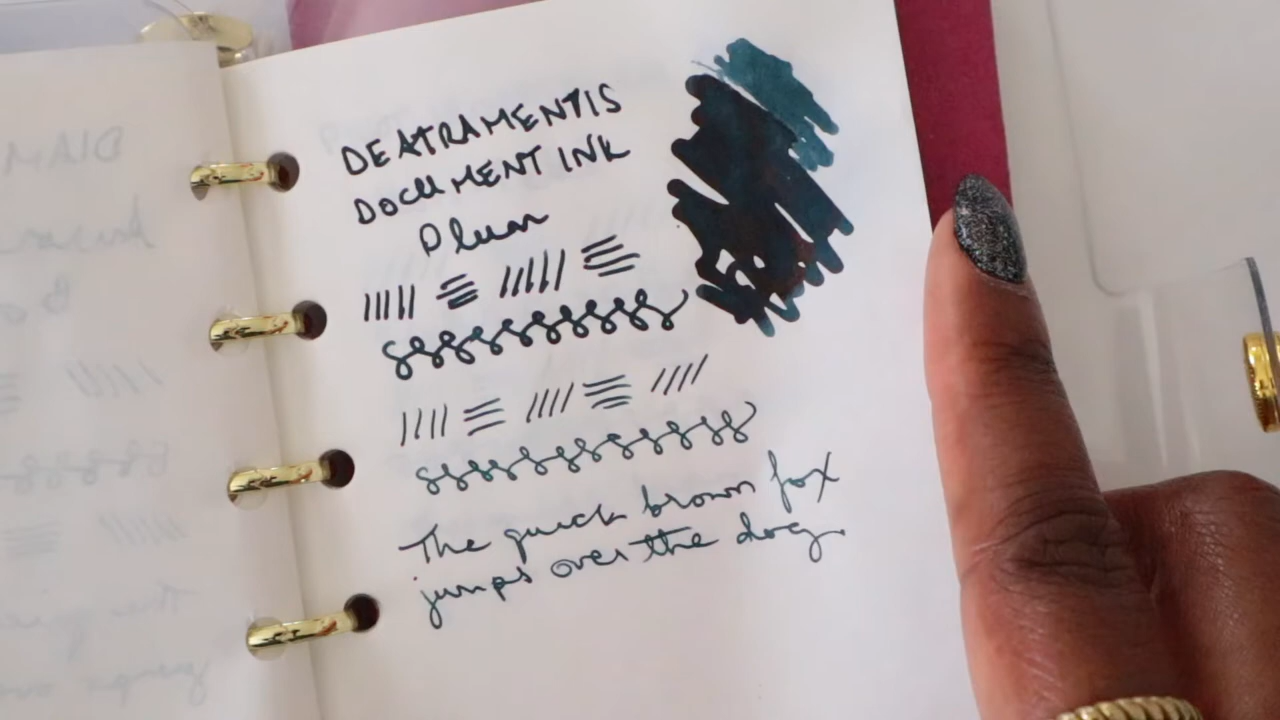 DEATRAMENTIS
DOCUMENT INK
Plum
The quick brown fox
jumps over the dog.